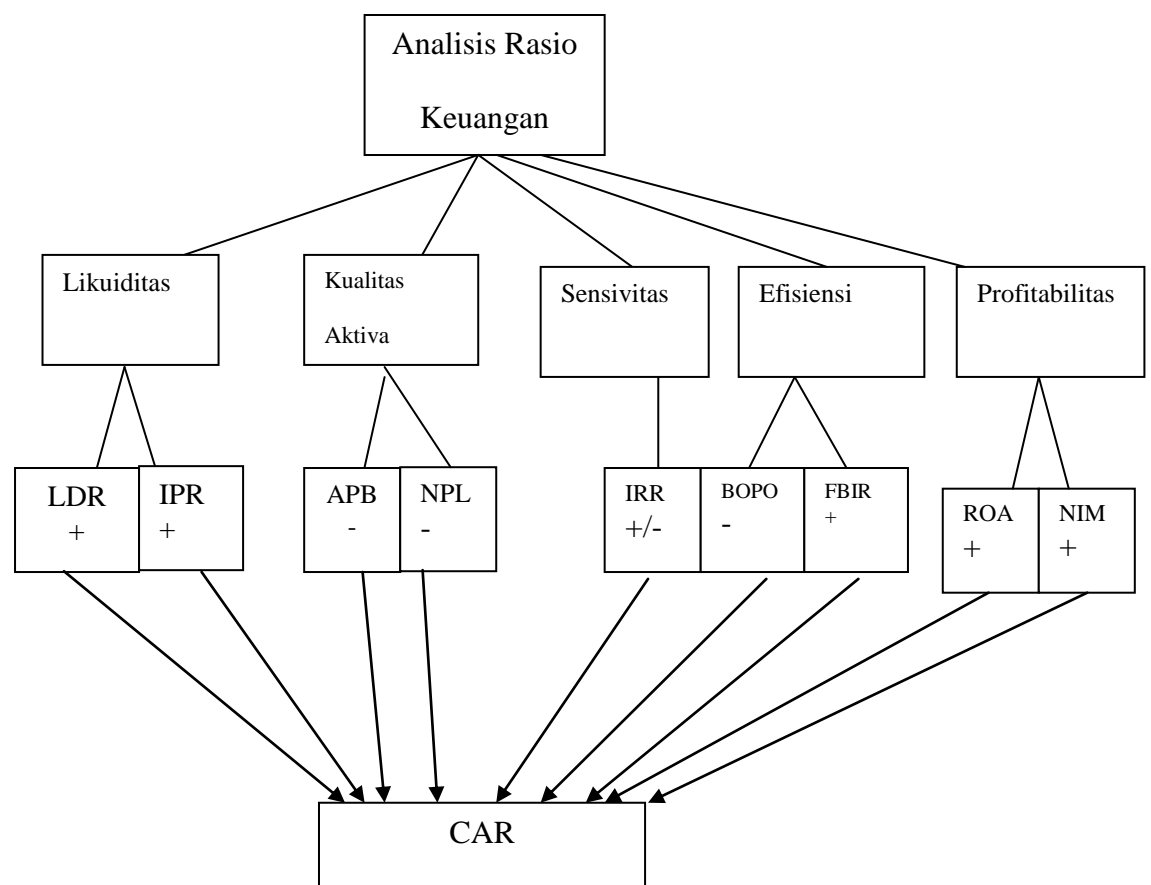 Analisis Rasio
Keuangan
Likuiditas
Kualitas
Aktiva
Sensivitas
Efisiensi
Profitabilitas
LDR
+
IPR
+
APB
-
NPL
-
IRR
+/-
BOPO
-
FBIR
+
ROA
+
NIM
+
CAR